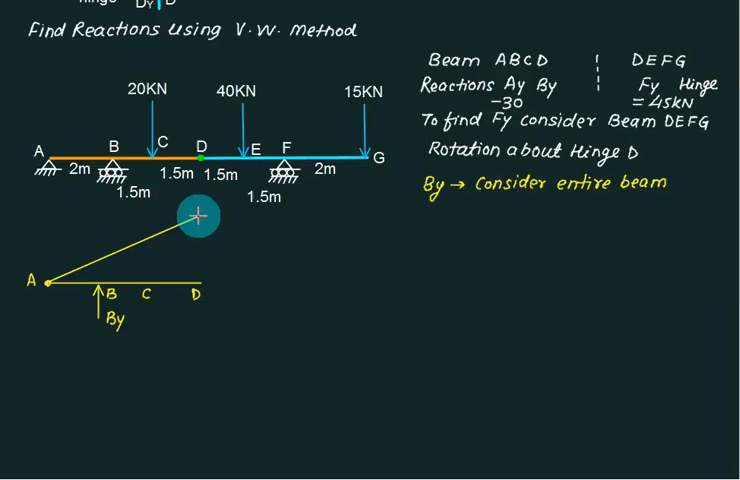 hinge DY D
Find Reactions using V.W. method
Beam ABCD DEFG
Reactions Ay By Fy Hinge
-30 = 45KN
To find Fy consider Beam DEFG
Rotation about Hinge D
By → Consider entire beam
20KN 40KN 15KN
A B C D E F G
2m 1.5m 1.5m 2m
1.5m 1.5m
A B C D
By